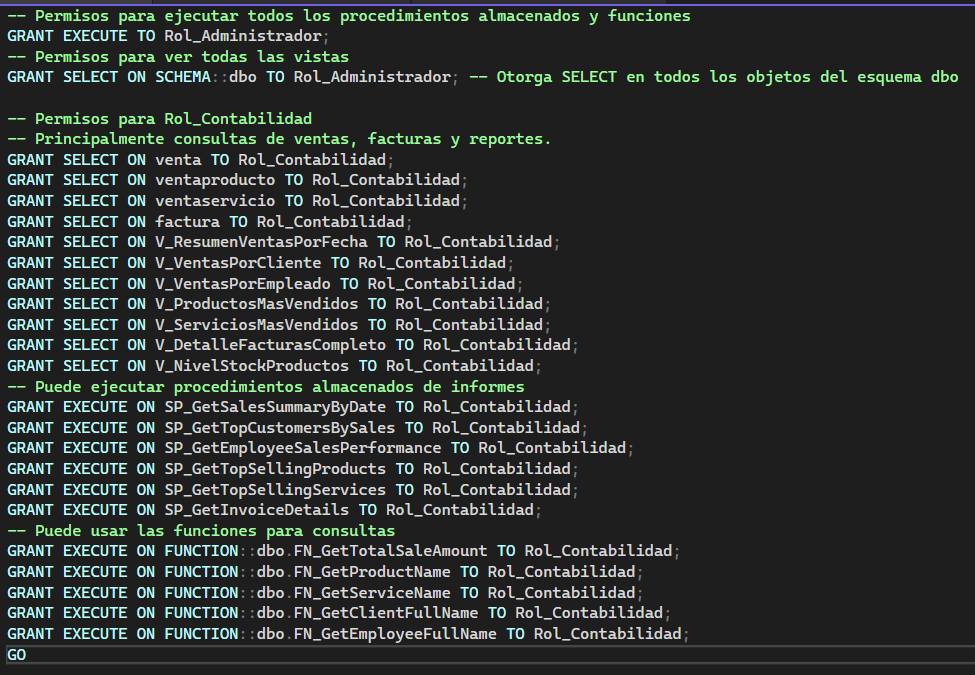 -- Permisos para ejecutar todos los procedimientos almacenados y funciones
GRANT EXECUTE TO Rol_Administrador;
-- Permisos para ver todas las vistas
GRANT SELECT ON SCHEMA::dbo TO Rol_Administrador; -- Otorga SELECT en todos los objetos del esquema dbo

-- Permisos para Rol_Contabilidad
-- Principalmente consultas de ventas, facturas y reportes.
GRANT SELECT ON venta TO Rol_Contabilidad;
GRANT SELECT ON ventaproducto TO Rol_Contabilidad;
GRANT SELECT ON ventaservicio TO Rol_Contabilidad;
GRANT SELECT ON factura TO Rol_Contabilidad;
GRANT SELECT ON V_ResumenVentasPorFecha TO Rol_Contabilidad;
GRANT SELECT ON V_VentasPorCliente TO Rol_Contabilidad;
GRANT SELECT ON V_VentasPorEmpleado TO Rol_Contabilidad;
GRANT SELECT ON V_ProductosMasVendidos TO Rol_Contabilidad;
GRANT SELECT ON V_ServiciosMasVendidos TO Rol_Contabilidad;
GRANT SELECT ON V_DetalleFacturasCompleto TO Rol_Contabilidad;
GRANT SELECT ON V_NivelStockProductos TO Rol_Contabilidad;
-- Puede ejecutar procedimientos almacenados de informes
GRANT EXECUTE ON SP_GetSalesSummaryByDate TO Rol_Contabilidad;
GRANT EXECUTE ON SP_GetTopCustomersBySales TO Rol_Contabilidad;
GRANT EXECUTE ON SP_GetEmployeeSalesPerformance TO Rol_Contabilidad;
GRANT EXECUTE ON SP_GetTopSellingProducts TO Rol_Contabilidad;
GRANT EXECUTE ON SP_GetTopSellingServices TO Rol_Contabilidad;
GRANT EXECUTE ON SP_GetInvoiceDetails TO Rol_Contabilidad;
-- Puede usar las funciones para consultas
GRANT EXECUTE ON FUNCTION::dbo.FN_GetTotalSaleAmount TO Rol_Contabilidad;
GRANT EXECUTE ON FUNCTION::dbo.FN_GetProductName TO Rol_Contabilidad;
GRANT EXECUTE ON FUNCTION::dbo.FN_GetServiceName TO Rol_Contabilidad;
GRANT EXECUTE ON FUNCTION::dbo.FN_GetClientFullName TO Rol_Contabilidad;
GRANT EXECUTE ON FUNCTION::dbo.FN_GetEmployeeFullName TO Rol_Contabilidad;
GO